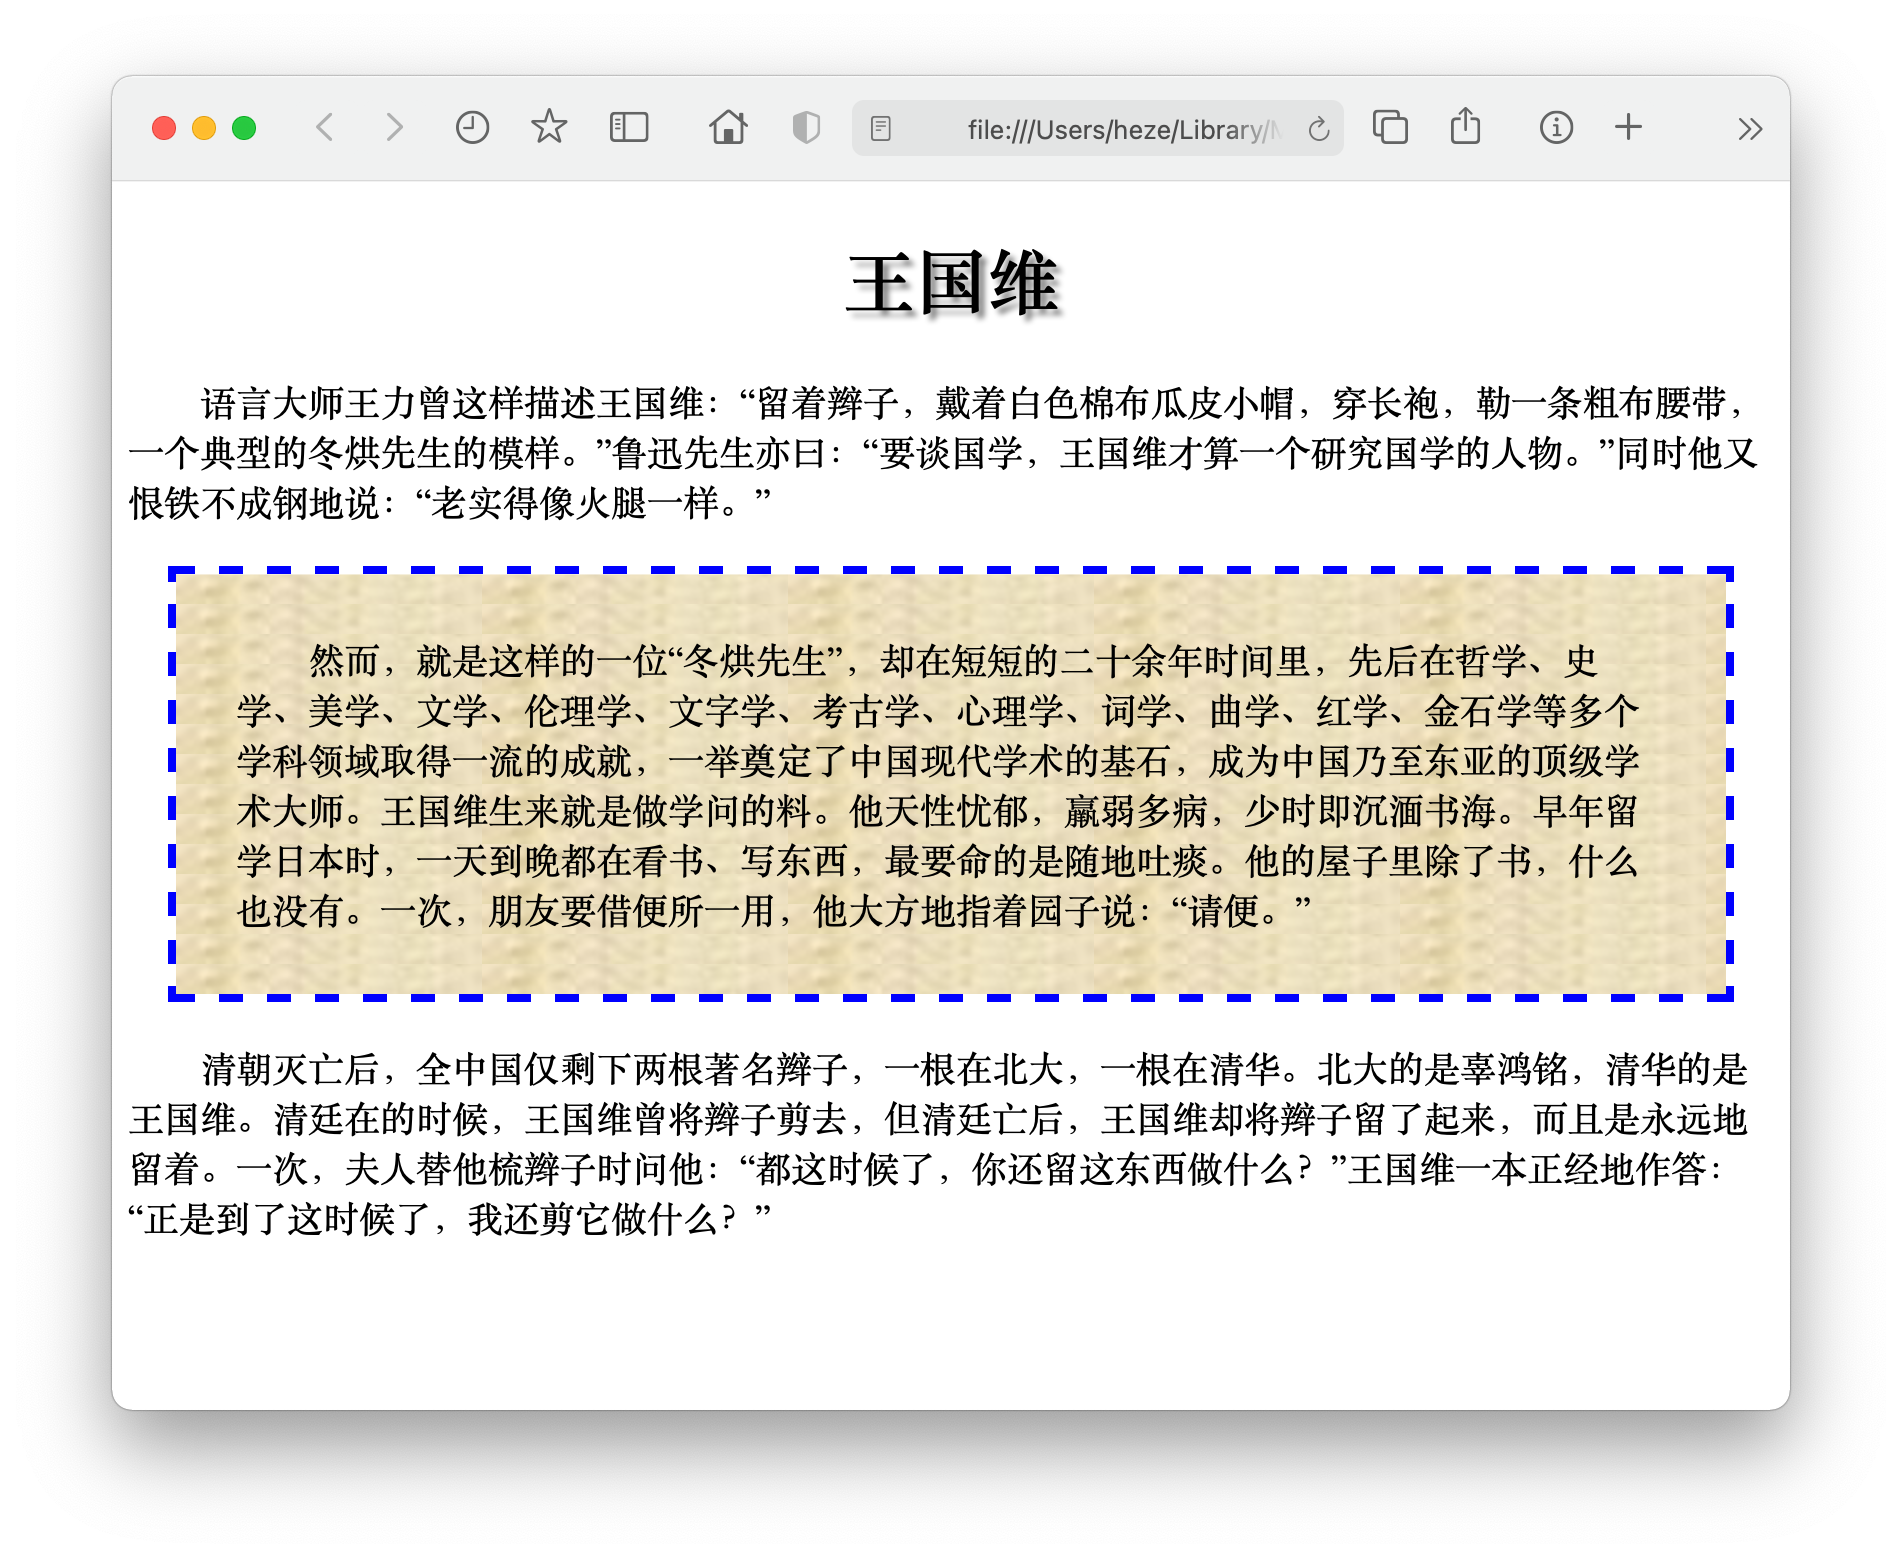 file:///Users/heze/Library/
王国维
语言大师王力曾这样描述王国维：“留着辫子，戴着白色棉布瓜皮小帽，穿长袍，勒一条粗布腰带，
一个典型的冬烘先生的模样。”鲁迅先生亦曰：“要谈国学，王国维才算一个研究国学的人物。”同时他又
恨铁不成钢地说：“老实得像火腿一样。”
然而，就是这样的一位“冬烘先生”，却在短短的二十余年时间里，先后在哲学、史
学、美学、文学、伦理学、文字学、考古学、心理学、词学、曲学、红学、金石学等多个
学科领域取得一流的成就，一举奠定了中国现代学术的基石，成为中国乃至东亚的顶级学
术大师。王国维生来就是做学问的料。他天性忧郁，羸弱多病，少时即沉湎书海。早年留
学日本时，一天到晚都在看书、写东西，最要命的是随地吐痰。他的屋子里除了书，什么
也没有。一次，朋友要借便所一用，他大方地指着园子说：“请便。”
清朝灭亡后，全中国仅剩下两根著名辫子，一根在北大，一根在清华。北大的是辜鸿铭，清华的是
王国维。清廷在的时候，王国维曾将辫子剪去，但清廷亡后，王国维却将辫子留了起来，而且是永远地
留着。一次，夫人替他梳辫子时问他：“都这时候了，你还留这东西做什么？”王国维一本正经地作答：
“正是到了这时候了，我还剪它做什么？”